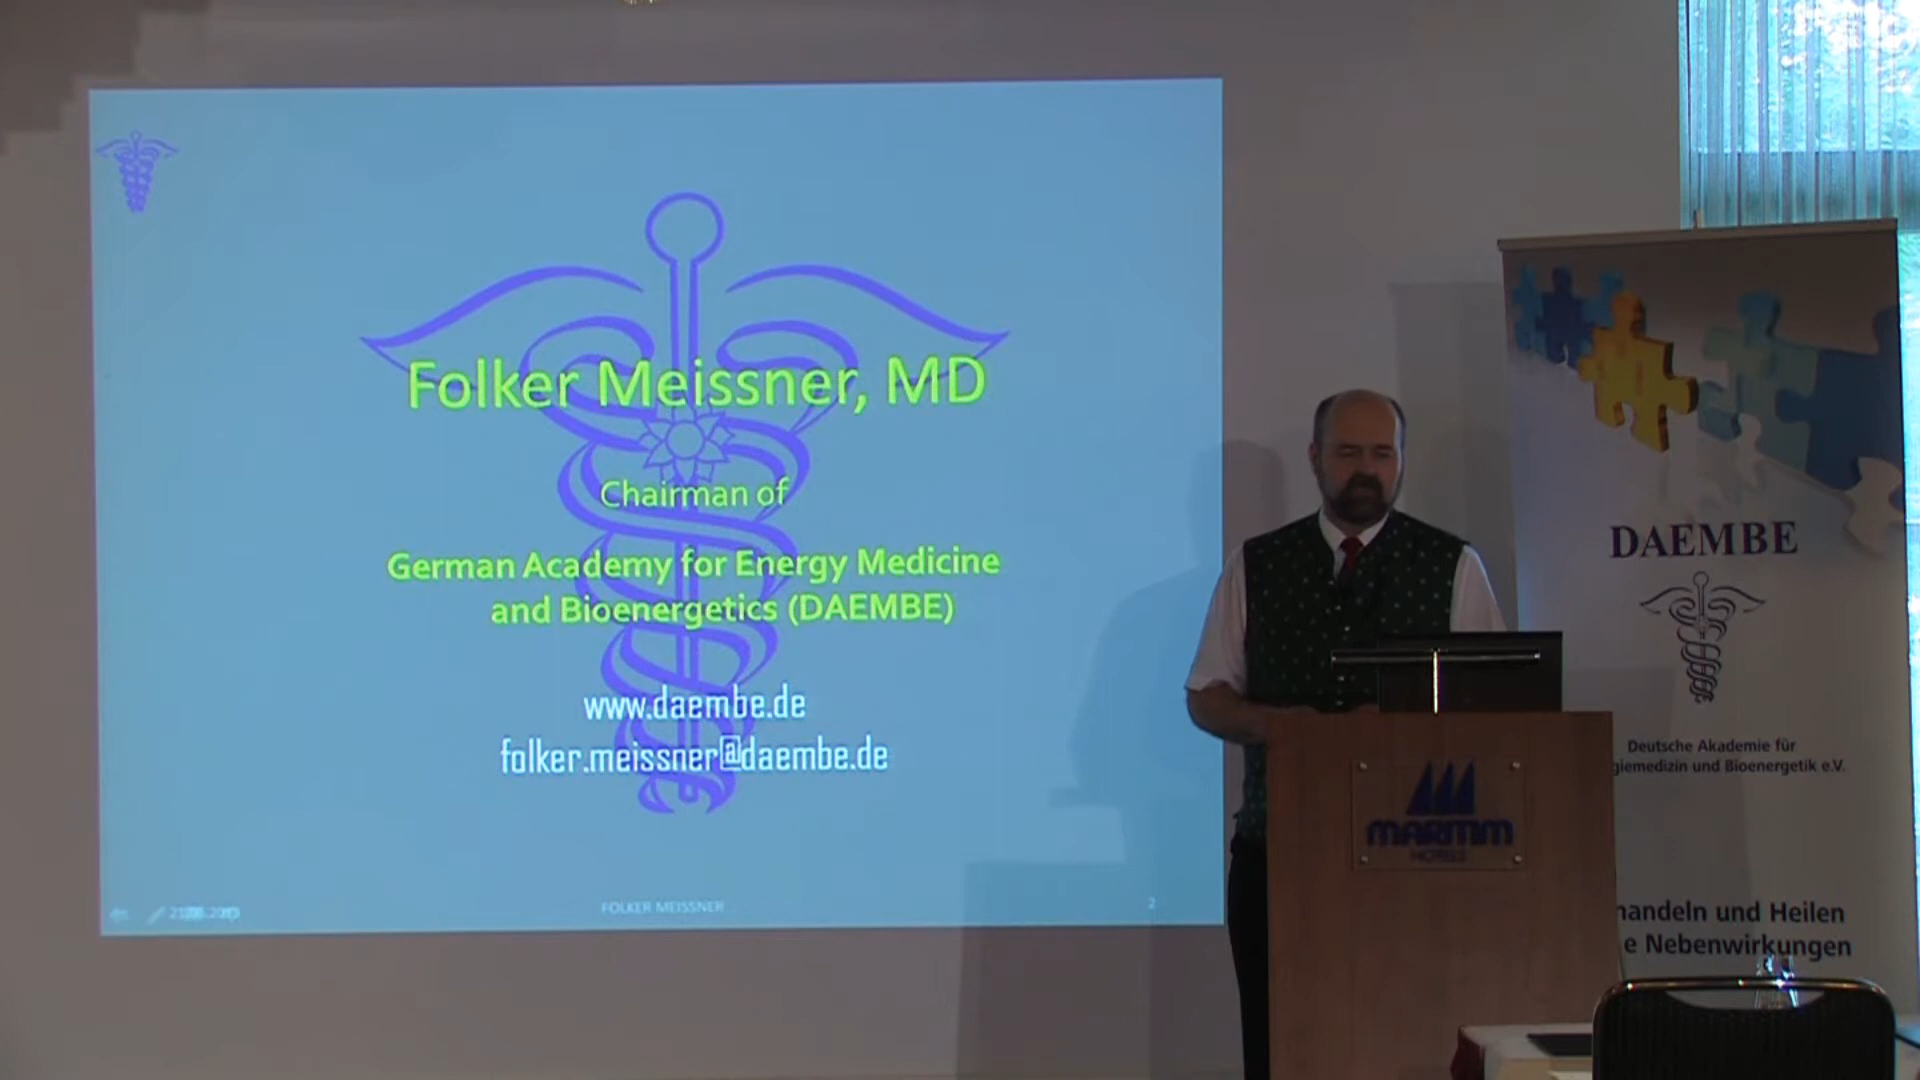 Folker Meissner, MD
Chairman of
German Academy for Energy Medicine
and Bioenergetics (DAEMBE)
www.daembe.de
folker.meissner@daembe.de
FOLKER MEISSNER
2
DAEMBE
Deutsche Akademie für
giemedizin und Bioenergetik e.V.
MARITIM
HOTELS
handeln und Heilen
e Nebenwirkungen